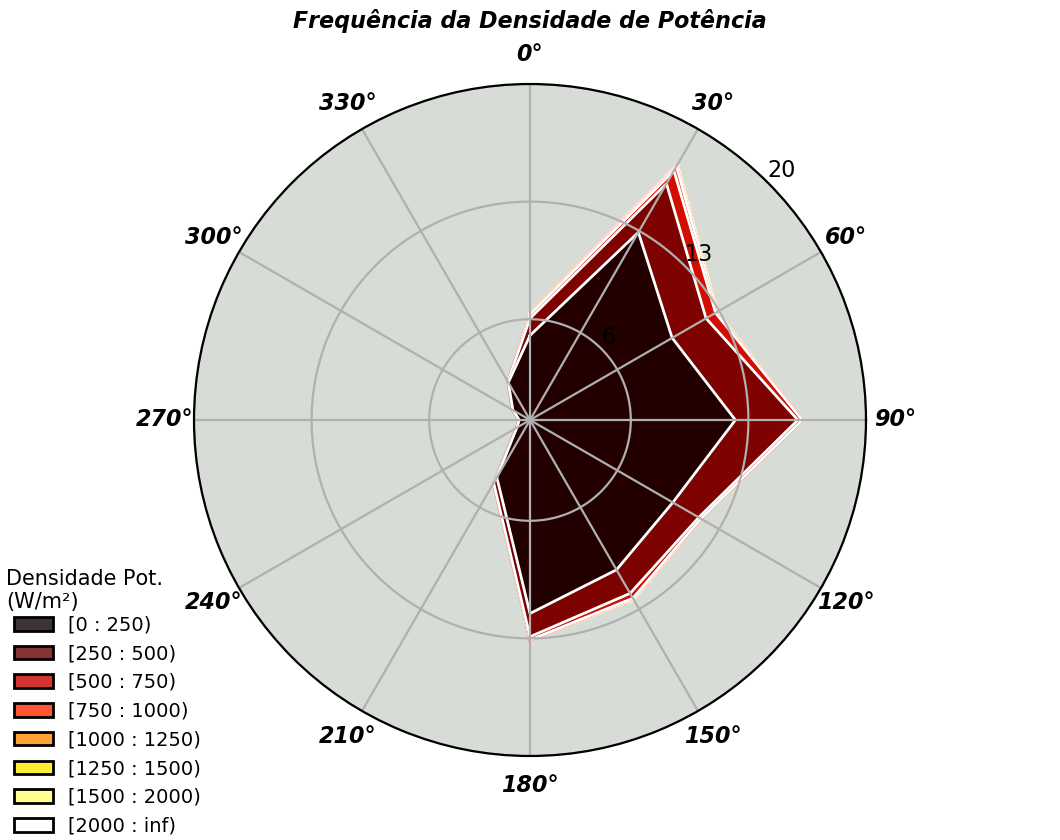 Frequência da Densidade de Potência
0°
330°
30°
20
300°
60°
13
6
270°
90°
240°
120°
210°
150°
180°
Densidade Pot.
(W/m²)
[0 : 250)
[250 : 500)
[500 : 750)
[750 : 1000)
[1000 : 1250)
[1250 : 1500)
[1500 : 2000)
[2000 : inf)